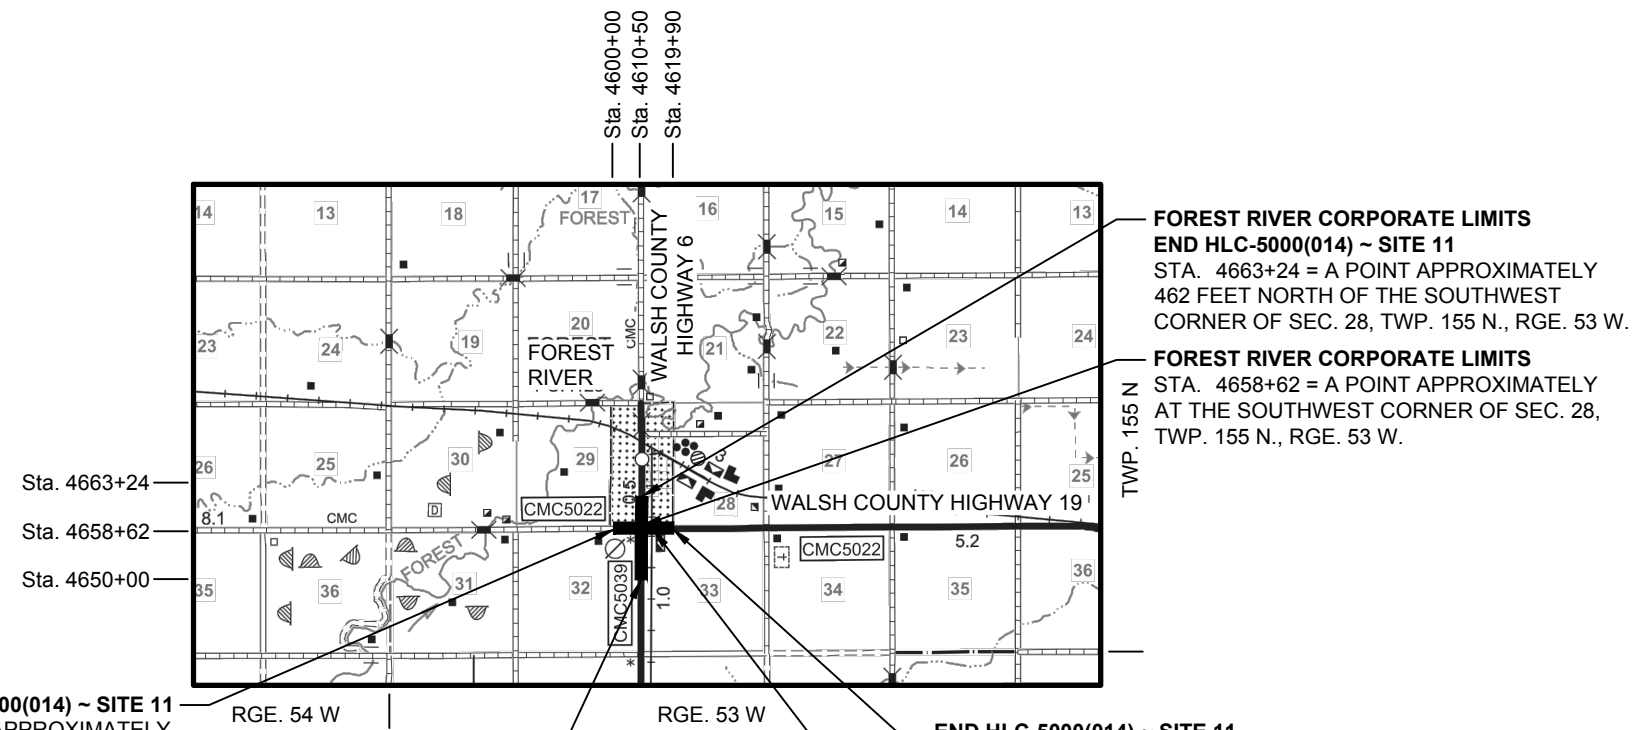 Sta. 4600+00
Sta. 4610+50
Sta. 4619+90
14
13
18
17
FOREST
16
15
14
13
WALSH COUNTY
HIGHWAY 6
CMC
23
24
19
20
FOREST
RIVER
21
22
23
24
26
25
30
29
0.5
3
28
27
26
25
8.1
CMC
CMC5022
WALSH COUNTY HIGHWAY 19
CMC5022
5.2
FOREST
35
36
31
32
CMC5039
1.0
33
34
35
36
Sta. 4663+24
Sta. 4658+62
Sta. 4650+00
D
TWP. 155 N
RGE. 54 W
RGE. 53 W
FOREST RIVER CORPORATE LIMITS
END HLC-5000(014) ~ SITE 11
STA. 4663+24 = A POINT APPROXIMATELY
462 FEET NORTH OF THE SOUTHWEST
CORNER OF SEC. 28, TWP. 155 N., RGE. 53 W.
FOREST RIVER CORPORATE LIMITS
STA. 4658+62 = A POINT APPROXIMATELY
AT THE SOUTHWEST CORNER OF SEC. 28,
TWP. 155 N., RGE. 53 W.
00(014) ~ SITE 11
APPROXIMATELY
END HLC-5000(014) ~ SITE 11